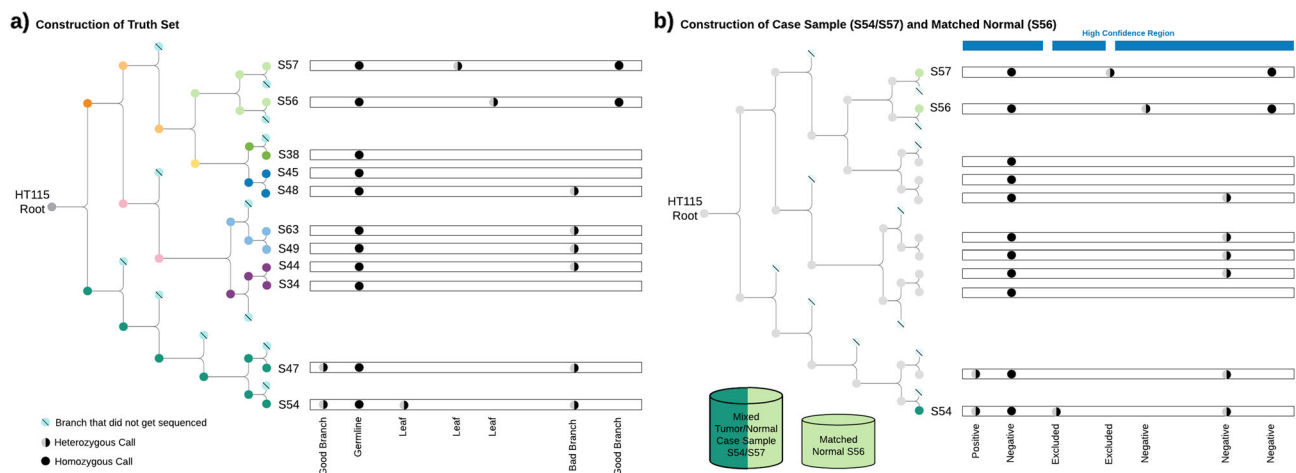 a) Construction of Truth Set
S57
S56
S38
S45
S48
HT115
Root
S63
S49
S44
S34
S47
S54
Branch that did not get sequenced
Heterozygous Call
Homozygous Call
Good Branch
Germline
Leaf
Leaf
Leaf
Bad Branch
Good Branch
b) Construction of Case Sample (S54/S57) and Matched Normal (S56)
High Confidence Region
S57
S56
HT115
Root
S54
Mixed
Tumor/Normal
Case Sample
S54/S57
Matched
Normal S56
Positive
Negative
Excluded
Excluded
Negative
Negative
Negative